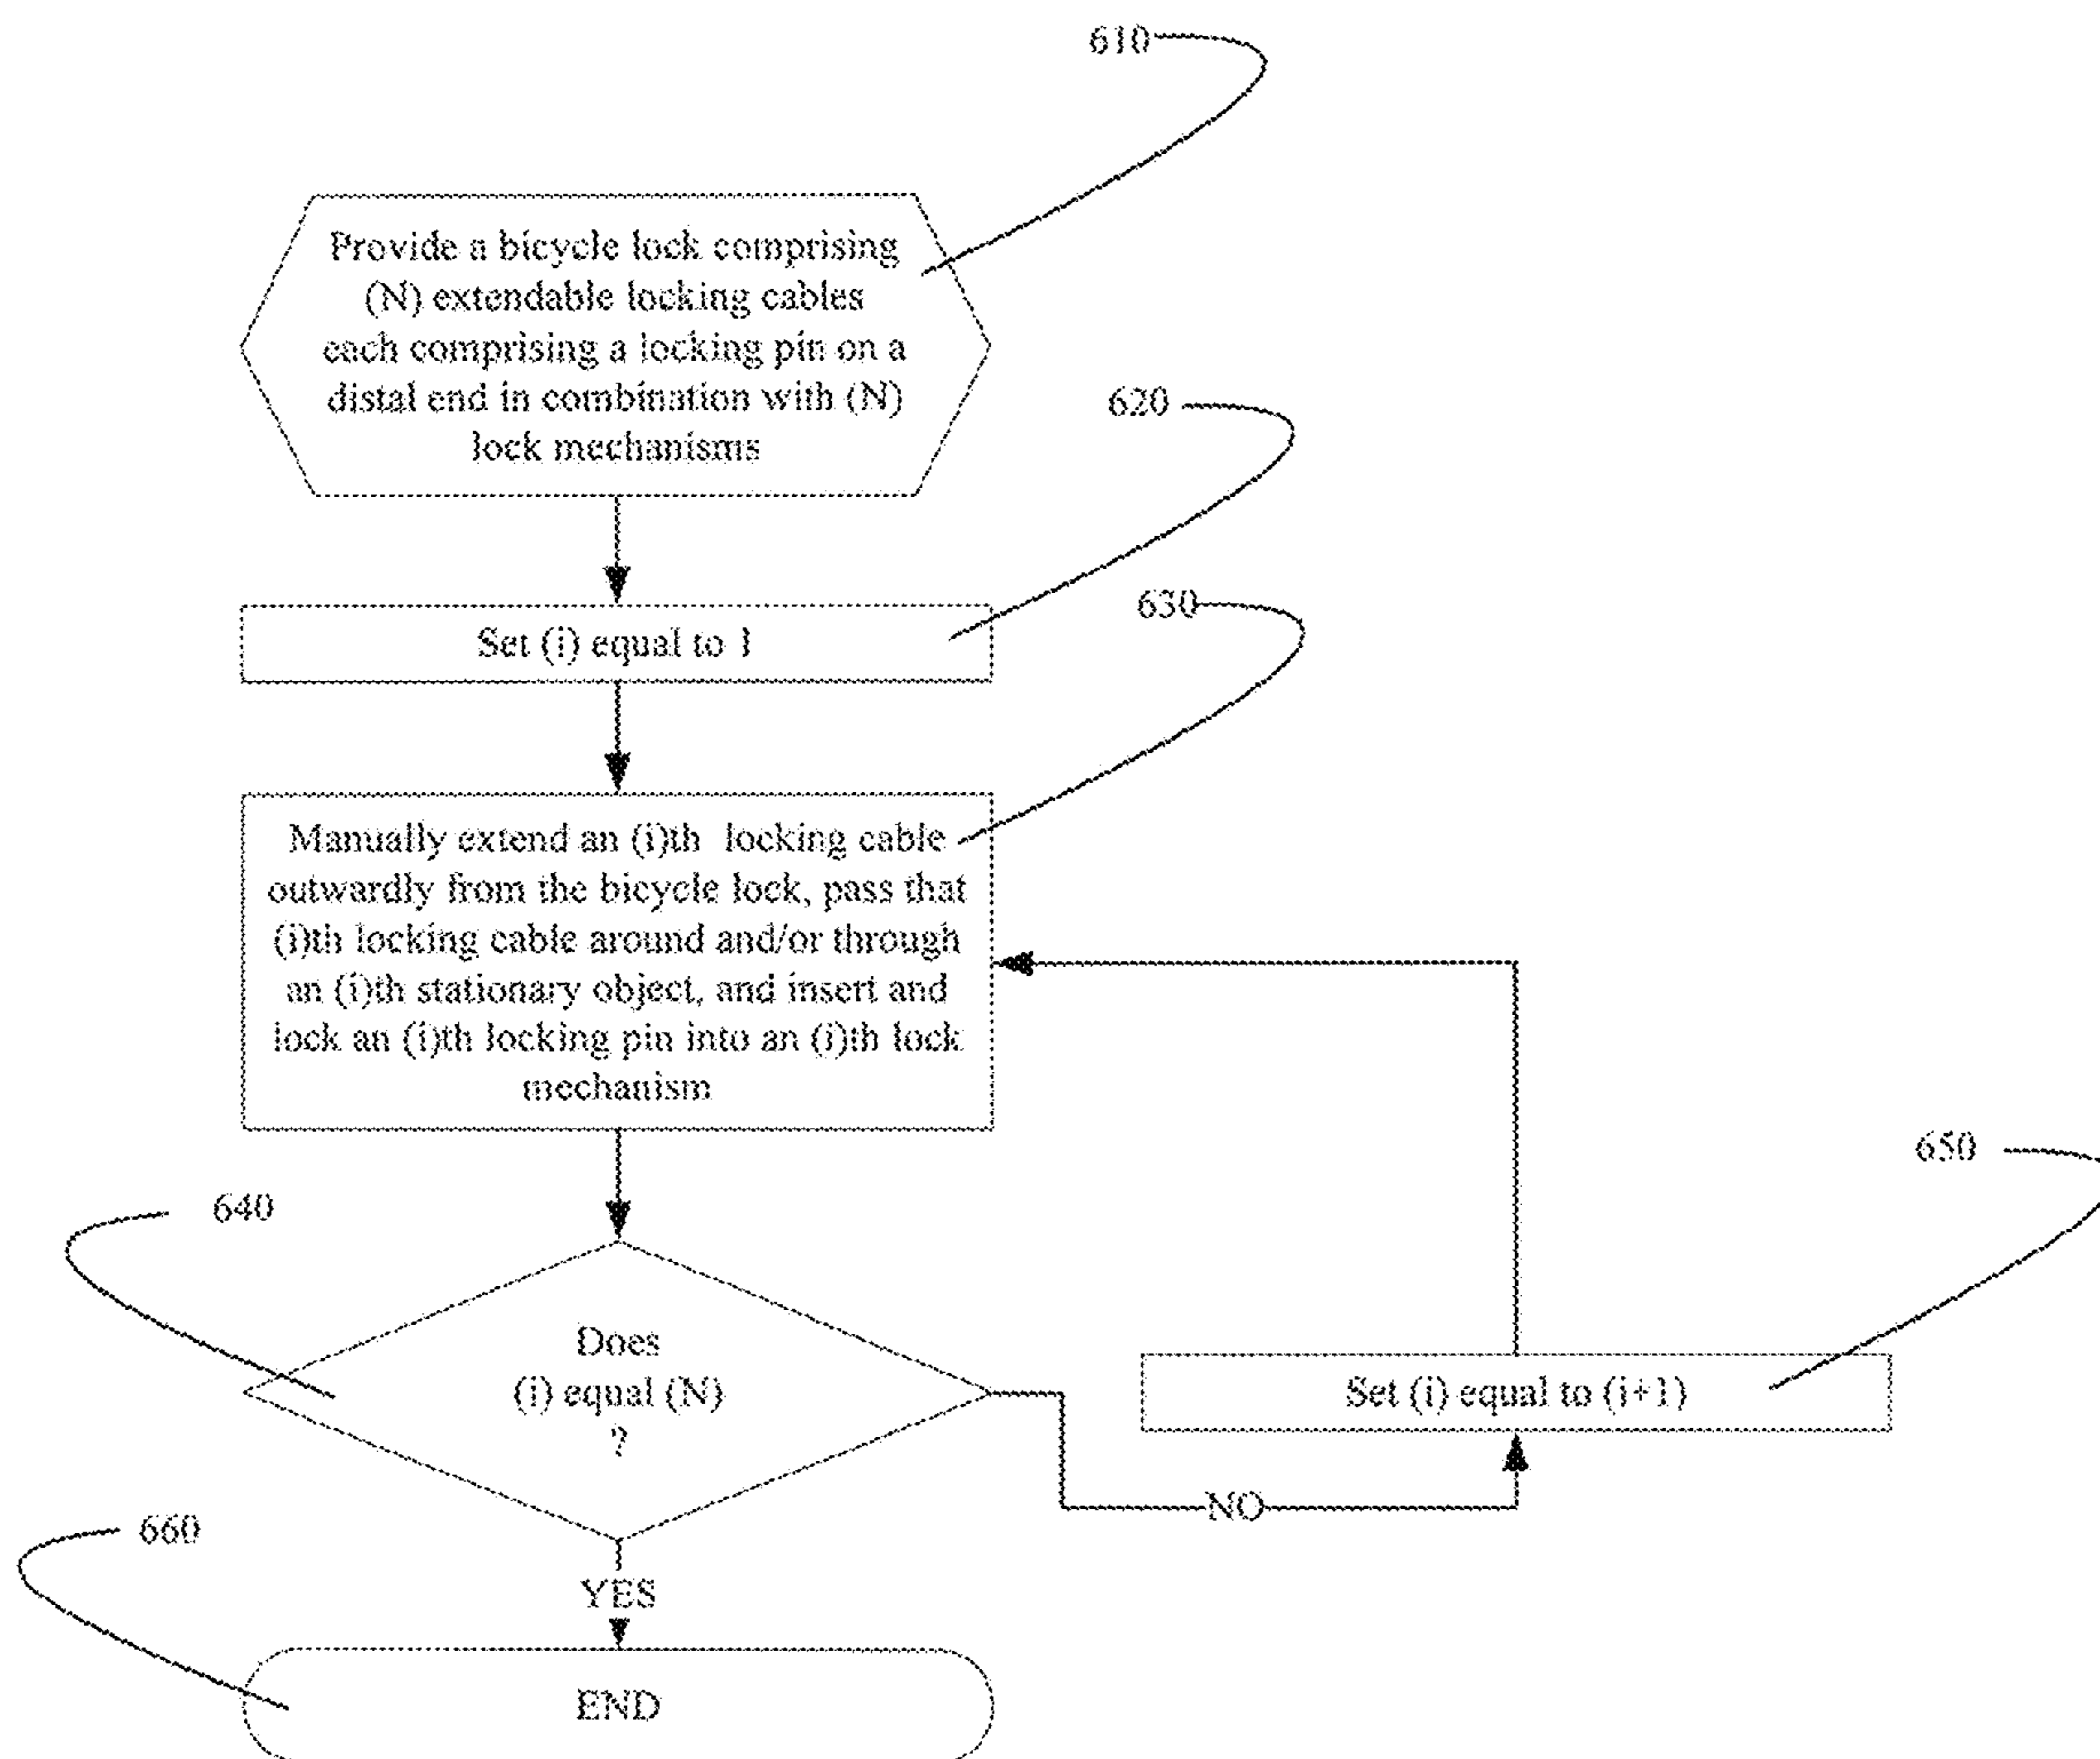 610
Provide a bicycle lock comprising
(N) extendable locking cables
each comprising a locking pin on a
distal end in combination with (N)
lock mechanisms
620
Set (i) equal to 1
630
Manually extend an (i)th locking cable
outwardly from the bicycle lock, pass that
(i)th locking cable around and/or through
an (i)th stationary object, and insert and
lock an (i)th locking pin into an (i)th lock
mechanism
640
Does
(i) equal (N)
?
650
Set (i) equal to (i+1)
NO
YES
660
END